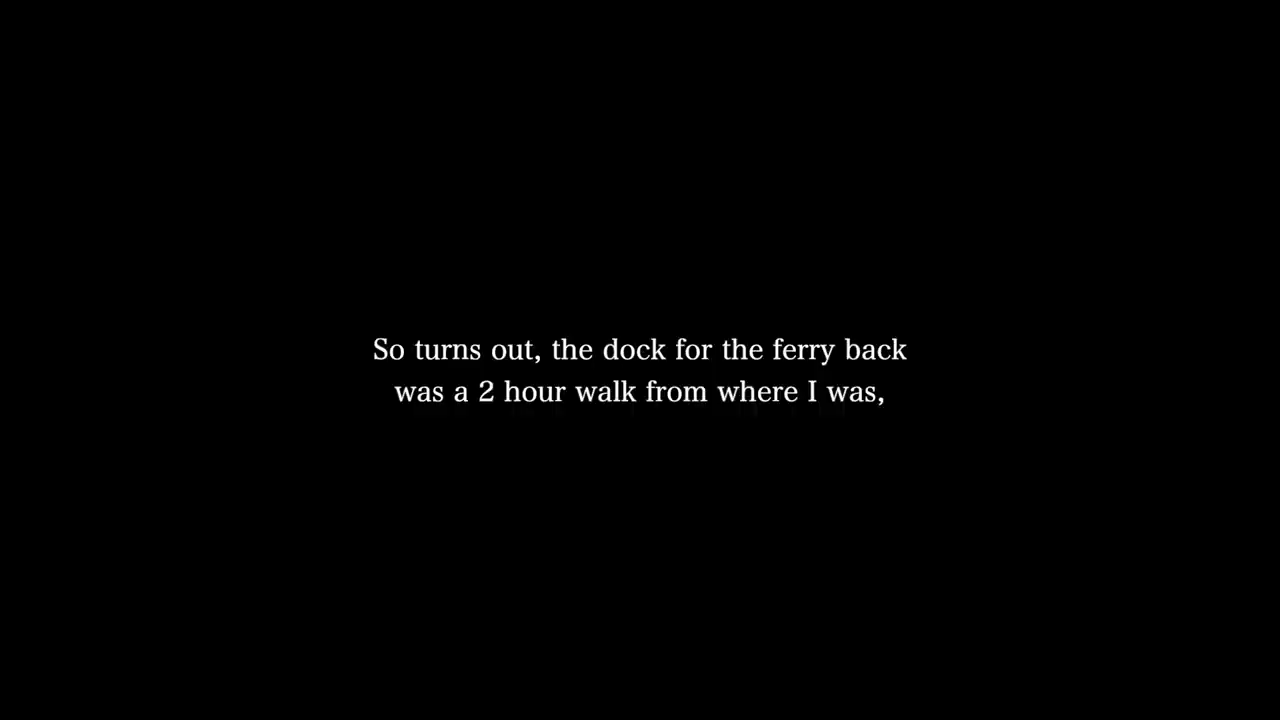 So turns out, the dock for the ferry back
was a 2 hour walk from where I was,